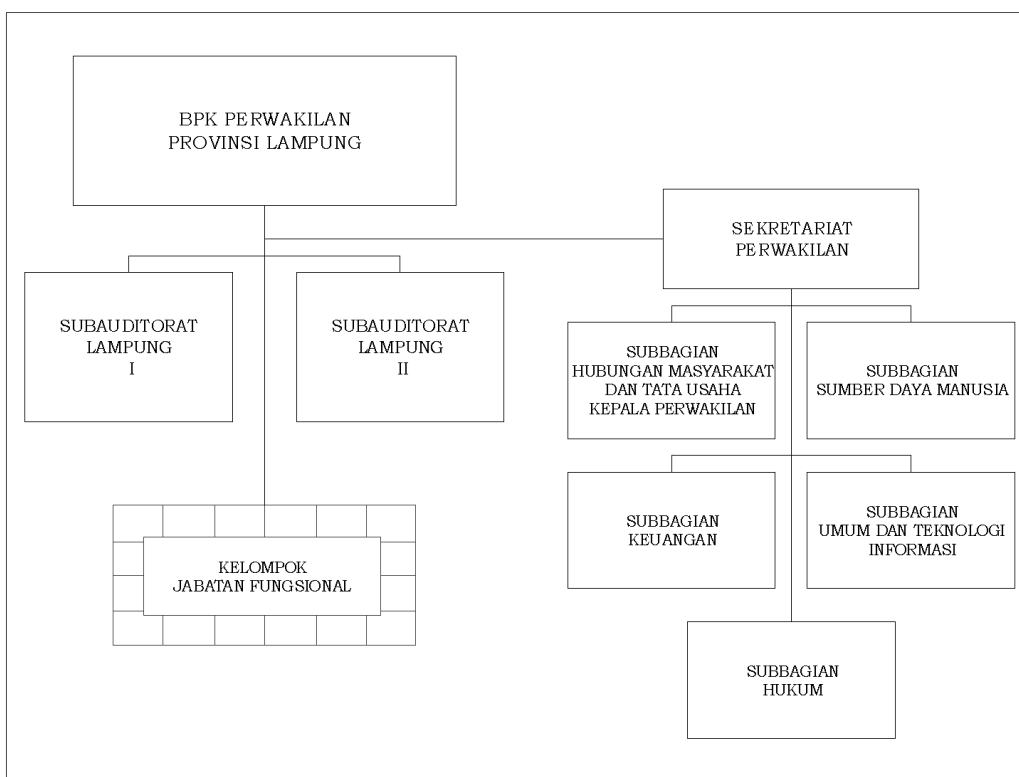 BPK PERWAKILAN
PROVINSI LAMPUNG
SEKRETARIAT
PERWAKILAN
SUBAUDITORAT
LAMPUNG
I
SUBAUDITORAT
LAMPUNG
II
SUBBAGIAN
HUBUNGAN MASYARAKAT
DAN TATA USAHA
KEPALA PERWAKILAN
SUBBAGIAN
SUMBER DAYA MANUSIA
SUBBAGIAN
KEUANGAN
SUBBAGIAN
UMUM DAN TEKNOLOGI
INFORMASI
KELOMPOK
JABATAN FUNGSIONAL
SUBBAGIAN
HUKUM